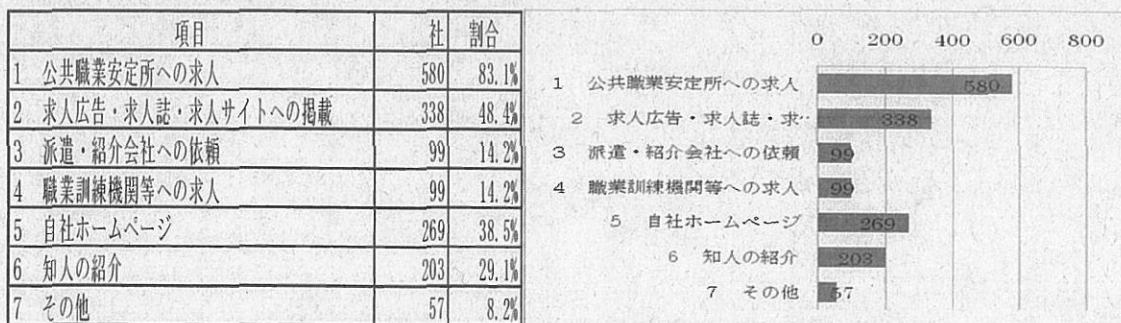 項目 社 割合
1 公共職業安定所への求人 580 83.1%
2 求人広告・求人誌・求人サイトへの掲載 338 48.4%
3 派遣・紹介会社への依頼 99 14.2%
4 職業訓練機関等への求人 99 14.2%
5 自社ホームページ 269 38.5%
6 知人の紹介 203 29.1%
7 その他 57 8.2%
0 200 400 600 800
1 公共職業安定所への求人 580
2 求人広告・求人誌・求… 338
3 派遣・紹介会社への依頼 99
4 職業訓練機関等への求人 99
5 自社ホームページ 269
6 知人の紹介 203
7 その他 57